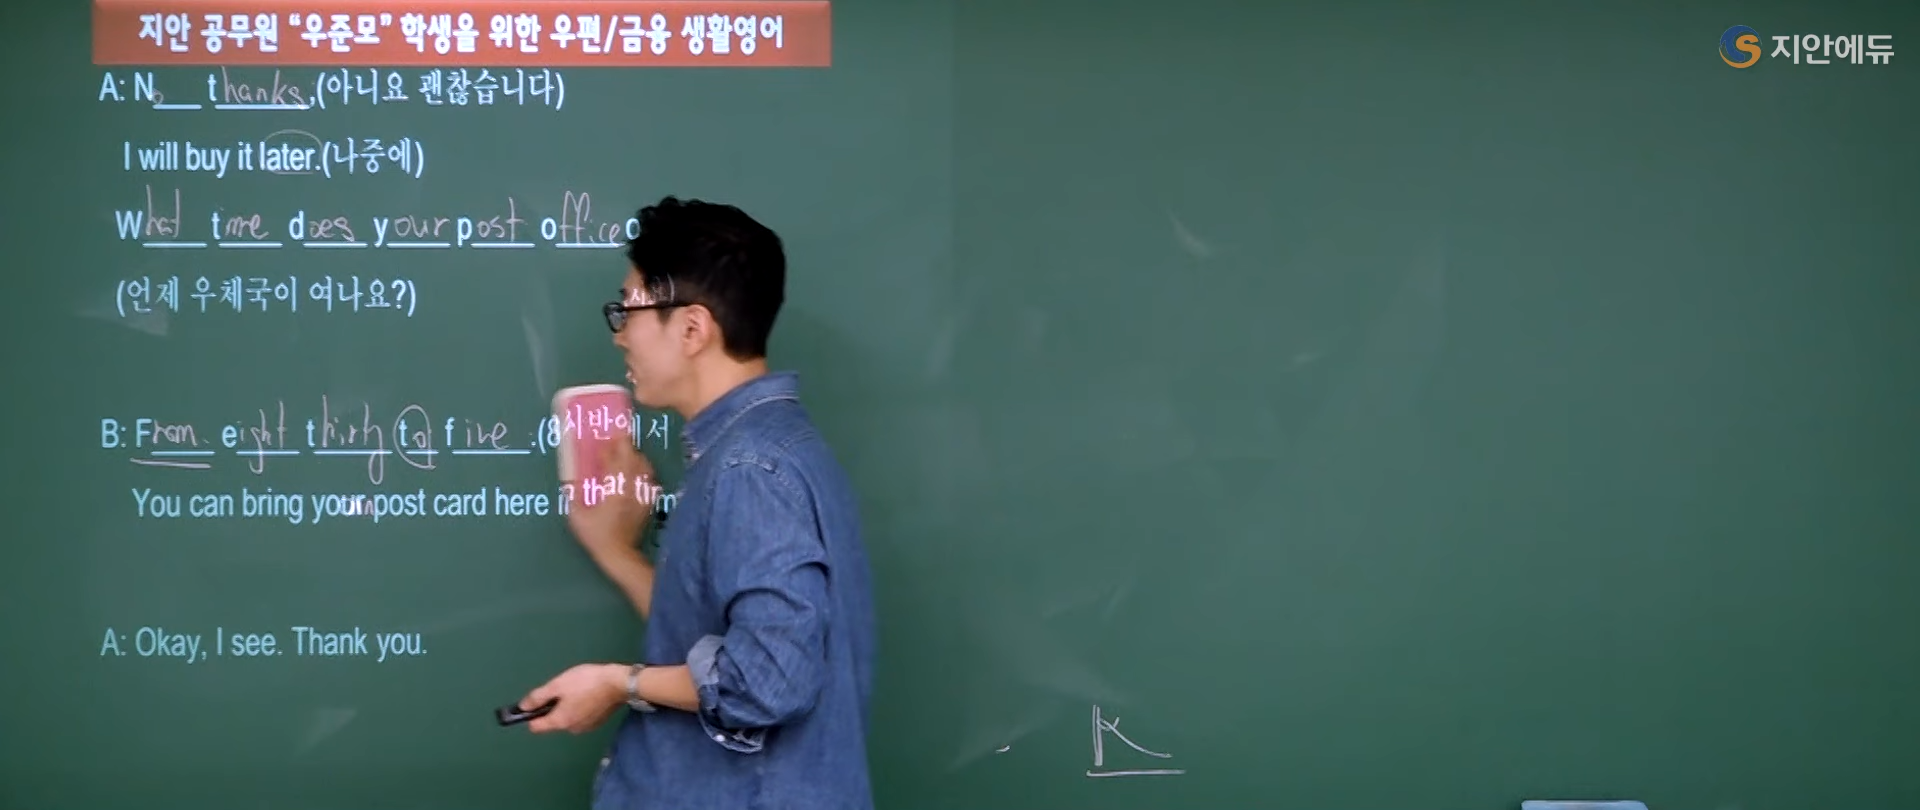 지안 공무원 “우준모” 학생을 위한 우편/금융 생활영어
지안에듀
A: No thanks,(아니요 괜찮습니다)
I will buy it later.(나중에)
What time does your post office
(언제 우체국이 여나요?)
B: From eight thirty to five.(8시반에서
You can bring your post card here in that tim
A: Okay, I see. Thank you.